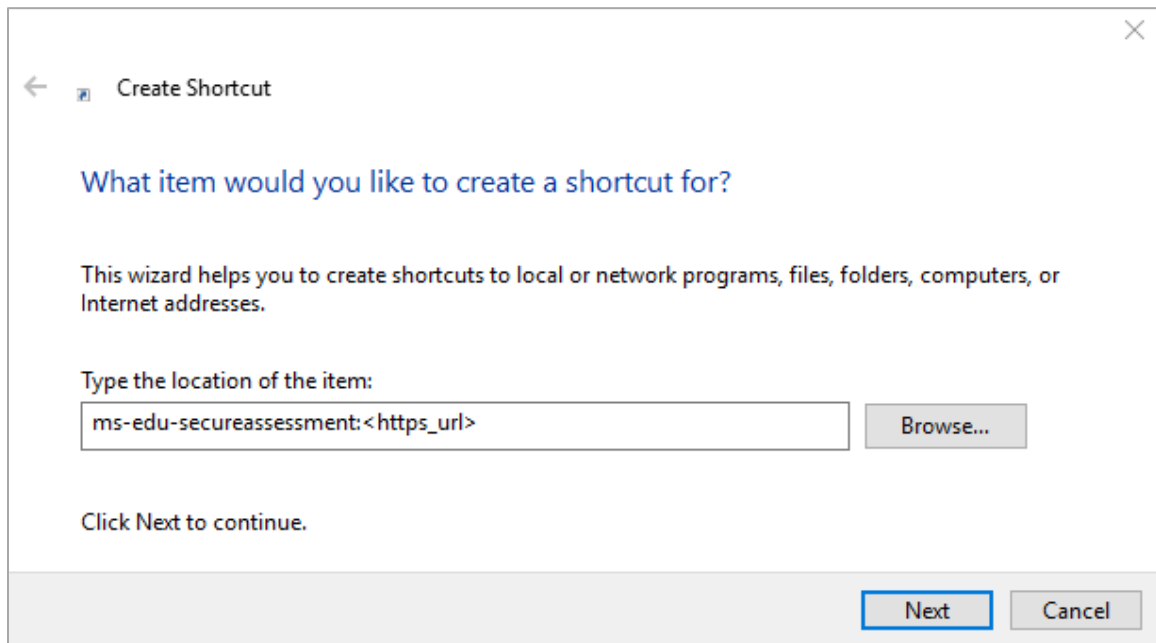 Create Shortcut
What item would you like to create a shortcut for?
This wizard helps you to create shortcuts to local or network programs, files, folders, computers, or
Internet addresses.
Type the location of the item:
ms-edu-secureassessment:<https_url>
Browse...
Click Next to continue.
Next
Cancel